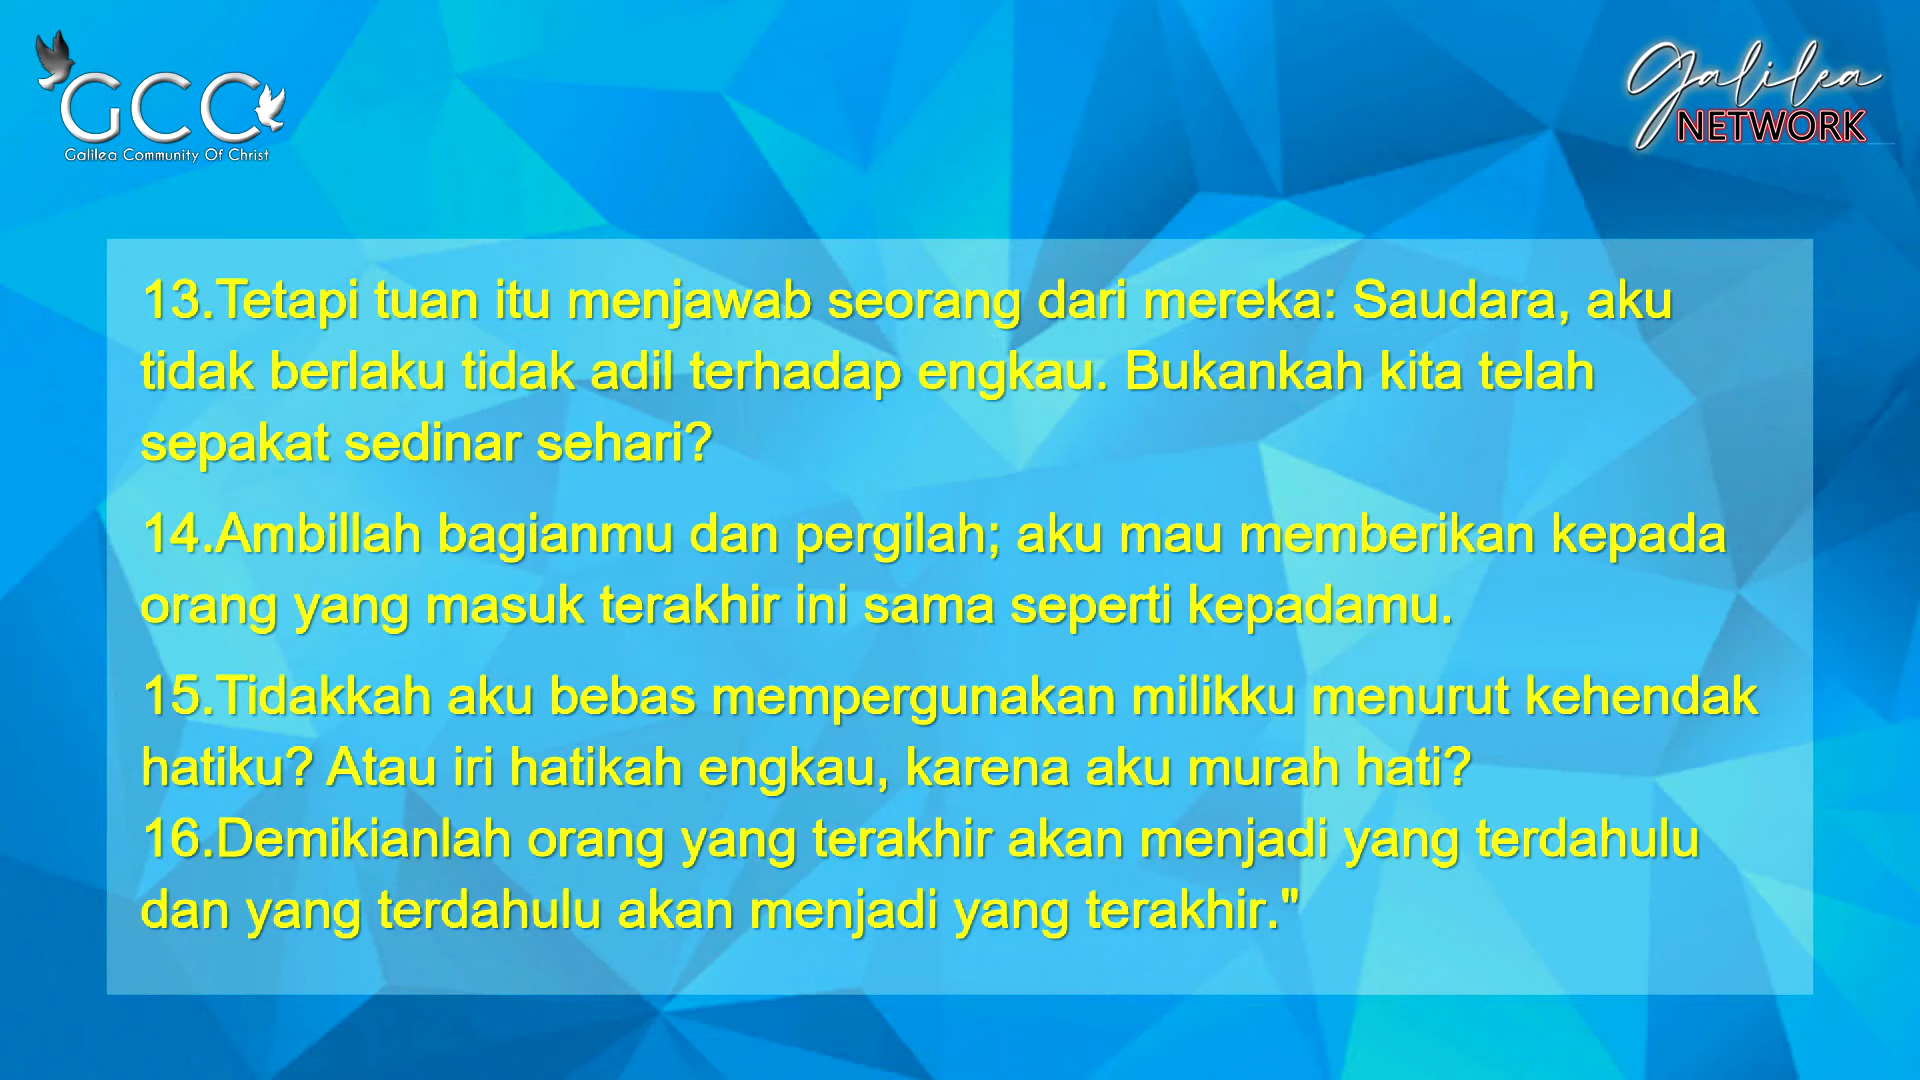 GCC
Galilea Community Of Christ
Galilea
NETWORK
13.Tetapi tuan itu menjawab seorang dari mereka: Saudara, aku
tidak berlaku tidak adil terhadap engkau. Bukankah kita telah
sepakat sedinar sehari?
14.Ambillah bagianmu dan pergilah; aku mau memberikan kepada
orang yang masuk terakhir ini sama seperti kepadamu.
15.Tidakkah aku bebas mempergunakan milikku menurut kehendak
hatiku? Atau iri hatikah engkau, karena aku murah hati?
16.Demikianlah orang yang terakhir akan menjadi yang terdahulu
dan yang terdahulu akan menjadi yang terakhir."